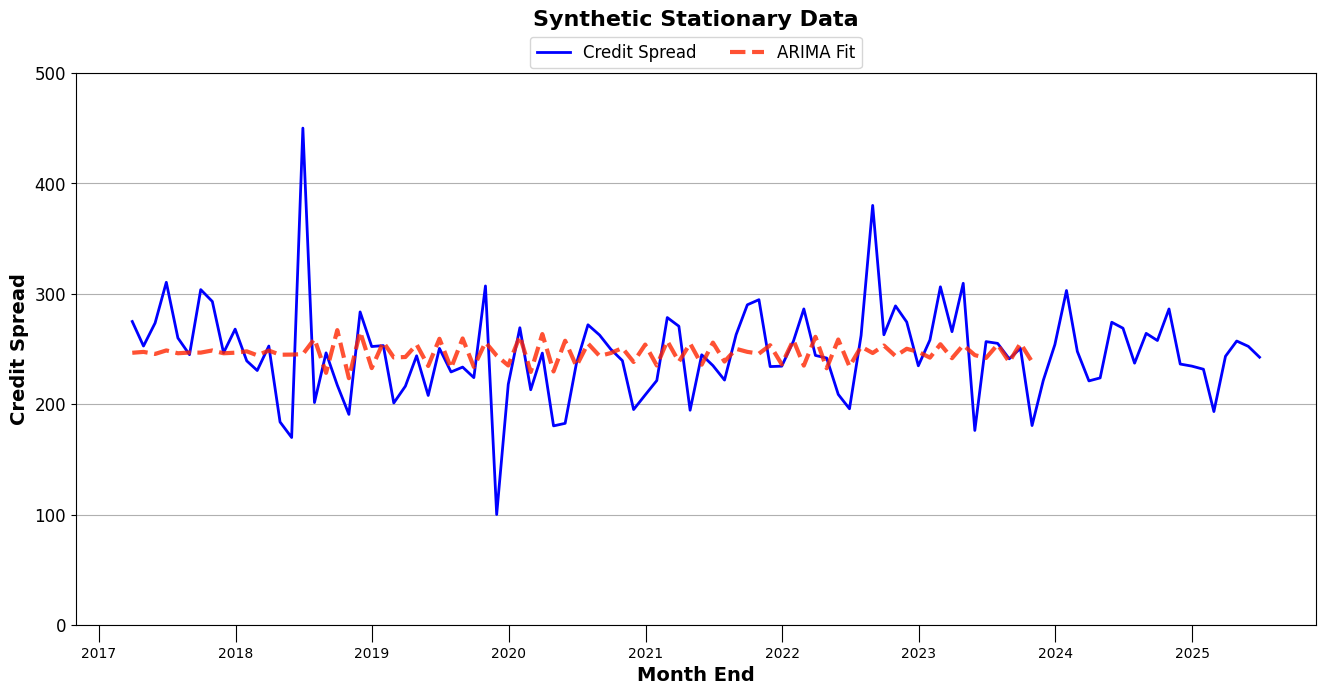 Synthetic Stationary Data
Credit Spread ARIMA Fit
500
400
300
200
100
0
Credit Spread
2017 2018 2019 2020 2021 2022 2023 2024 2025
Month End